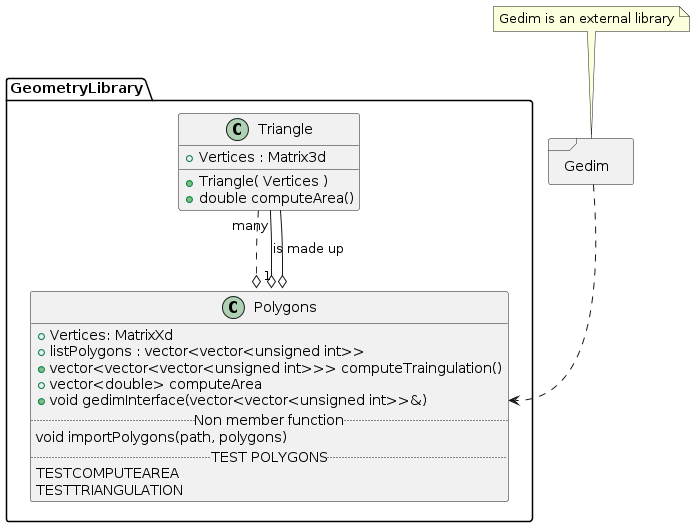 Gedim is an external library
GeometryLibrary
C Triangle
Vertices : Matrix3d
Triangle( Vertices )
double computeArea()
Gedim
many
is made up
1
C Polygons
Vertices: MatrixXd
listPolygons : vector<vector<unsigned int>>
vector<vector<vector<unsigned int>>> computeTraingulation()
vector<double> computeArea
void gedimInterface(vector<vector<unsigned int>>&)
Non member function
void importPolygons(path, polygons)
TEST POLYGONS
TESTCOMPUTEAREA
TESTTRIANGULATION